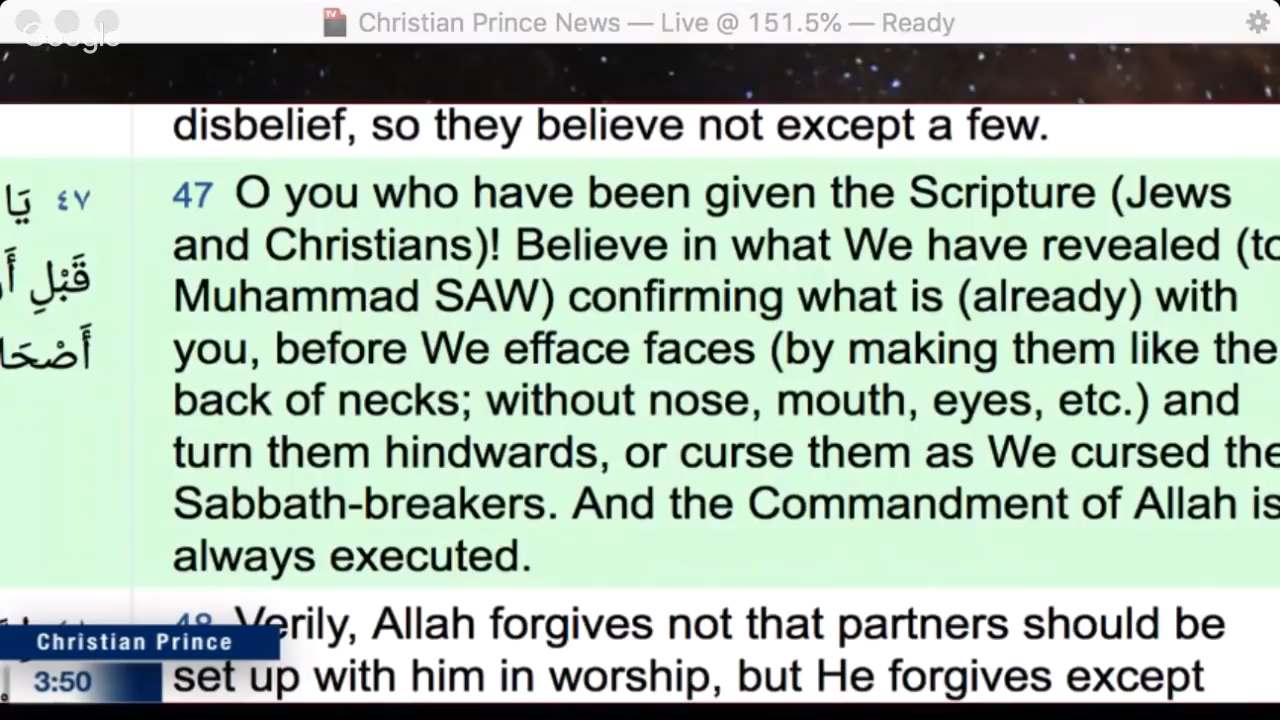 Christian Prince News — Live @ 151.5% — Ready
Google
disbelief, so they believe not except a few.
47 O you who have been given the Scripture (Jews
and Christians)! Believe in what We have revealed (to
Muhammad SAW) confirming what is (already) with
you, before We efface faces (by making them like the
back of necks; without nose, mouth, eyes, etc.) and
turn them hindwards, or curse them as We cursed the
Sabbath-breakers. And the Commandment of Allah is
always executed.
٤٧ يَا
قَبْلِ
48 Verily, Allah forgives not that partners should be
set up with him in worship, but He forgives except
Christian Prince
3:50